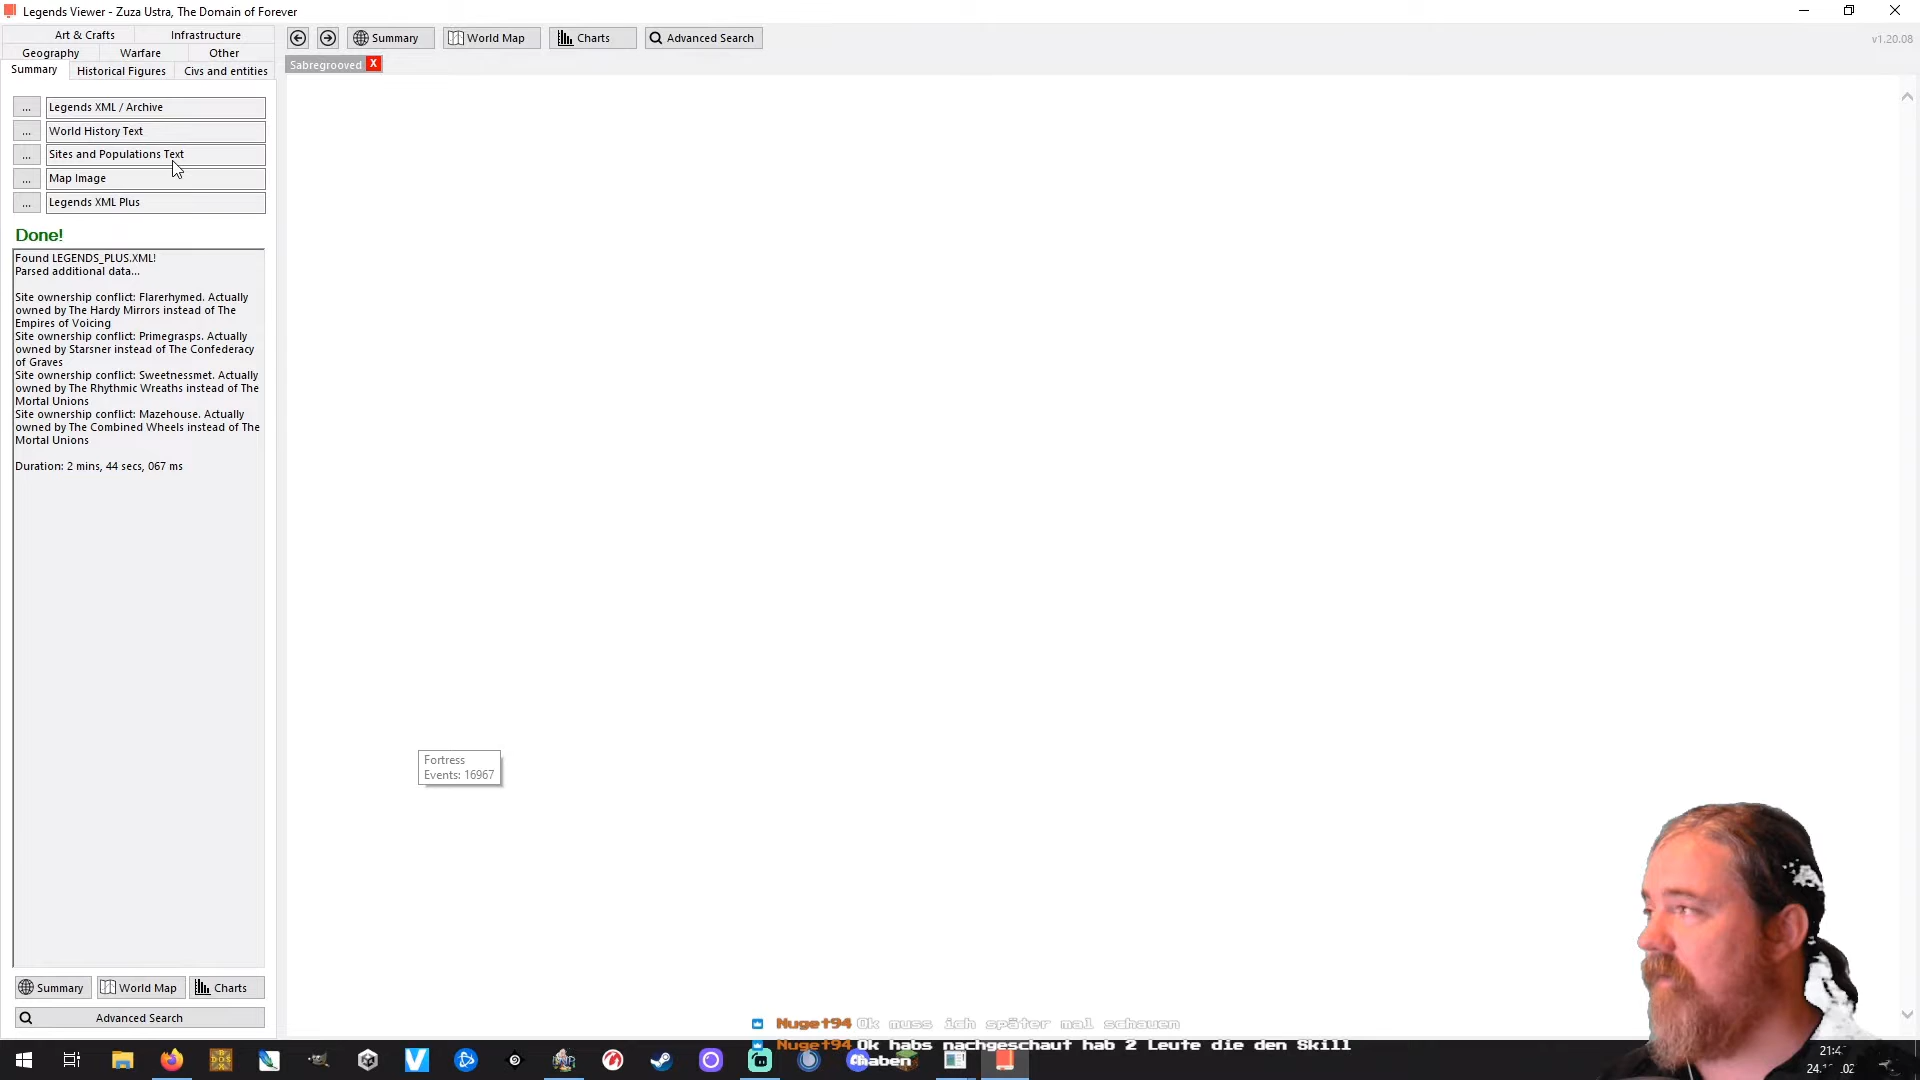 Legends Viewer - Zuza Ustra, The Domain of Forever
Art & Crafts
Infrastructure
Geography
Warfare
Other
Summary
Historical Figures
Civs and entities
Summary
World Map
Charts
Advanced Search
v1.20.08
Sabregrooved X
... Legends XML / Archive
... World History Text
... Sites and Populations Text
... Map Image
... Legends XML Plus
Done!
Found LEGENDS_PLUS.XML!
Parsed additional data...
Site ownership conflict: Flarerhymed. Actually
owned by The Hardy Mirrors instead of The
Empires of Voicing
Site ownership conflict: Primegrasps. Actually
owned by Starsner instead of The Confederacy
of Graves
Site ownership conflict: Sweetnessmet. Actually
owned by The Rhythmic Wreaths instead of The
Mortal Unions
Site ownership conflict: Mazehouse. Actually
owned by The Combined Wheels instead of The
Mortal Unions
Duration: 2 mins, 44 secs, 067 ms
Fortress
Events: 16967
Summary
World Map
Charts
Advanced Search
Nuget94 Ok muss ich später mal schauen
Nuget94 Ok habs nachgeschaut hab 2 Leute die den Skill
haben